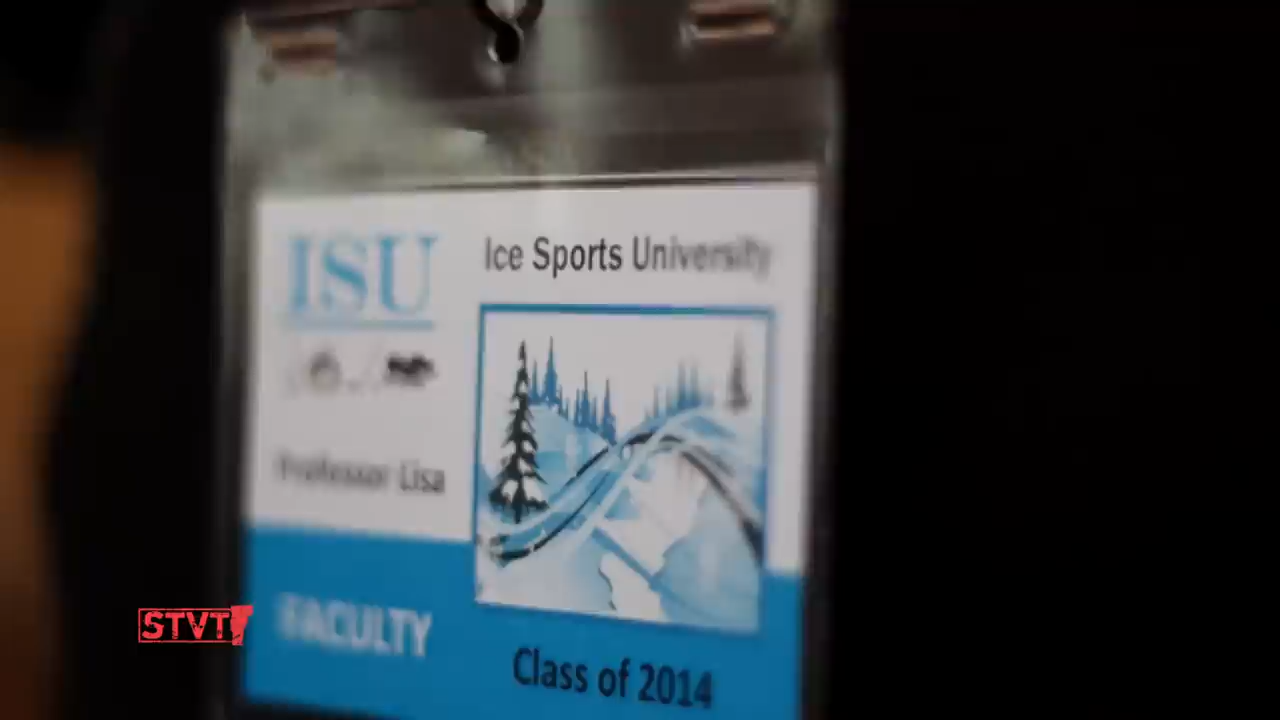 ISU
Ice Sports University
Professor Lisa
FACULTY
Class of 2014
STVT